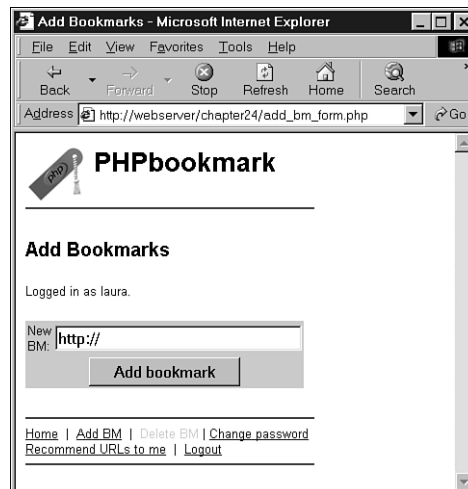 Add Bookmarks - Microsoft Internet Explorer
File Edit View Favorites Tools Help
Back Forward Stop Refresh Home Search
Address http://webserver/chapter24/add_bm_form.php Go
php
PHPbookmark
Add Bookmarks
Logged in as laura.
New
BM: http://
Add bookmark
Home | Add BM | Delete BM | Change password
Recommend URLs to me | Logout